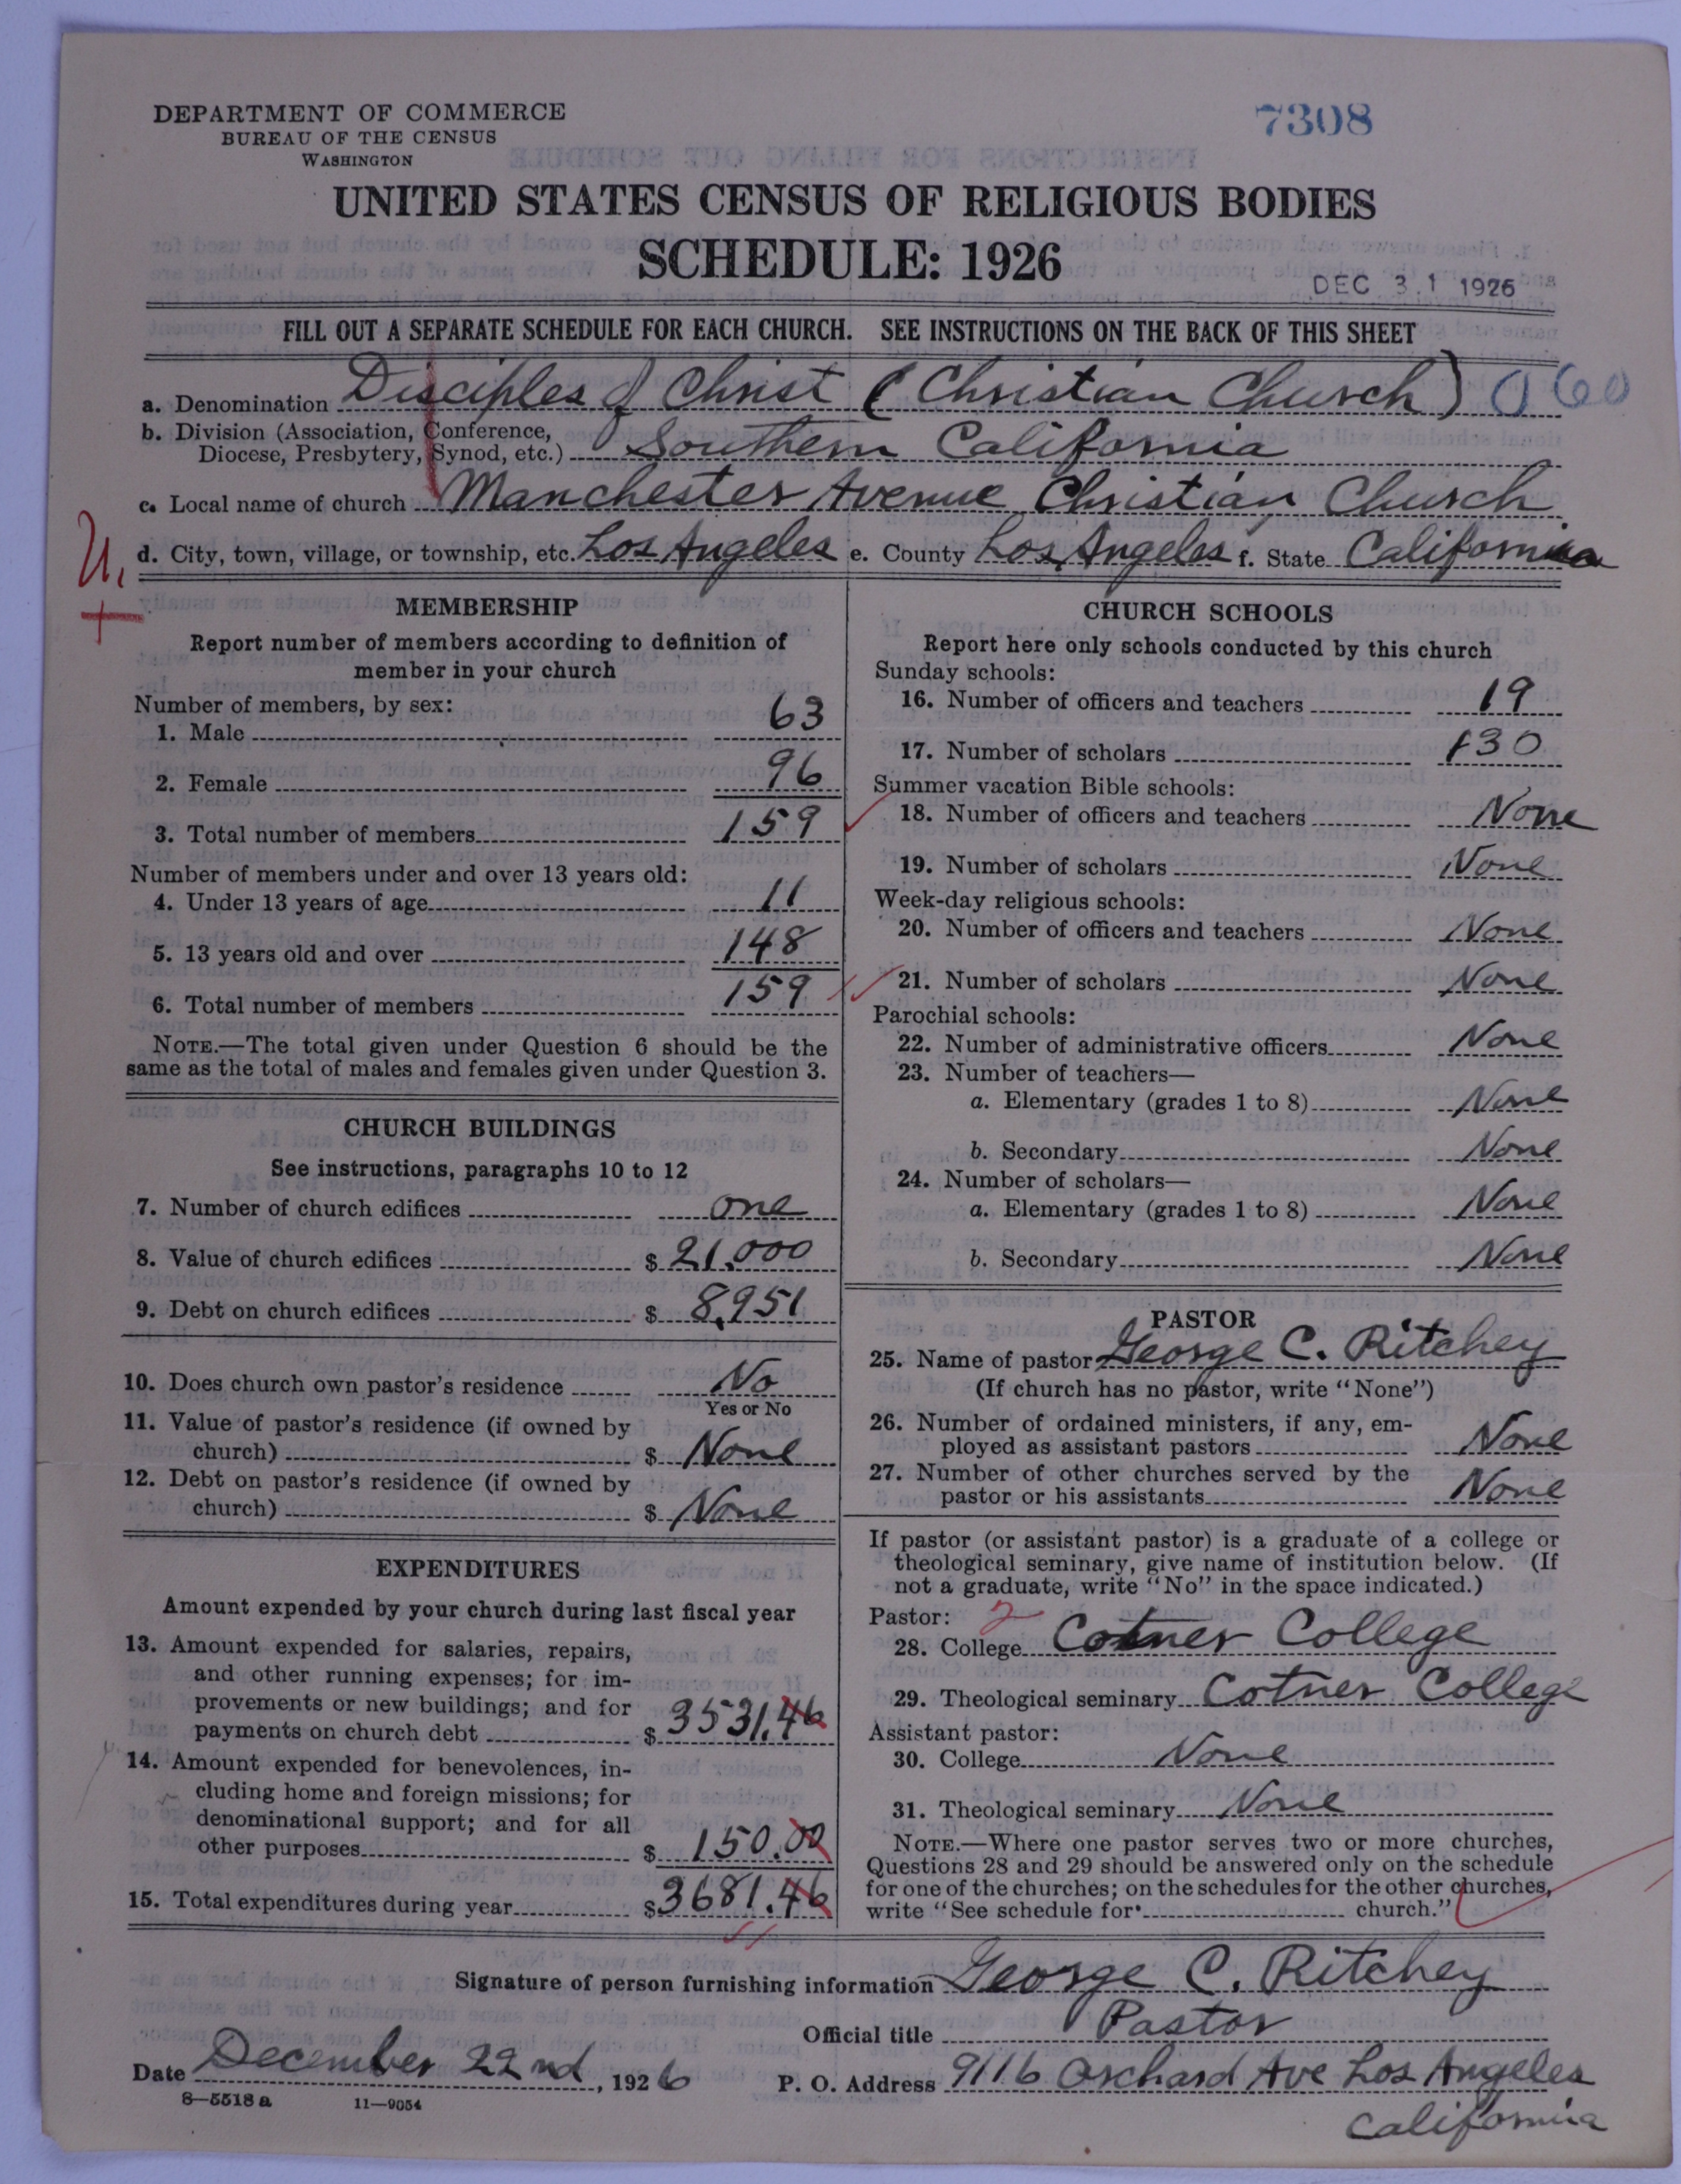 DEPARTMENT OF COMMERCE
BUREAU OF THE CENSUS
WASHINGTON
7308
UNITED STATES CENSUS OF RELIGIOUS BODIES
SCHEDULE: 1926
DEC 31 1926
FILL OUT A SEPARATE SCHEDULE FOR EACH CHURCH. SEE INSTRUCTIONS ON THE BACK OF THIS SHEET
a. Denomination Disciples of Christ (Christian Church) 060
b. Division (Association, Conference,
Diocese, Presbytery, Synod, etc.) Southern California
c. Local name of church Manchester Avenue Christian Church
U. d. City, town, village, or township, etc. Los Angeles e. County Los Angeles f. State California
MEMBERSHIP
Report number of members according to definition of
member in your church
Number of members, by sex:
1. Male 63
2. Female 96
3. Total number of members 159
Number of members under and over 13 years old:
4. Under 13 years of age 11
5. 13 years old and over 148
6. Total number of members 159
NOTE.—The total given under Question 6 should be the
same as the total of males and females given under Question 3.
CHURCH BUILDINGS
See instructions, paragraphs 10 to 12
7. Number of church edifices one
8. Value of church edifices $ 21,000
9. Debt on church edifices $ 8,951
10. Does church own pastor's residence No
Yes or No
11. Value of pastor's residence (if owned by
church) $ None
12. Debt on pastor's residence (if owned by
church) $ None
EXPENDITURES
Amount expended by your church during last fiscal year
13. Amount expended for salaries, repairs,
and other running expenses; for im-
provements or new buildings; and for
payments on church debt $ 3531.46
14. Amount expended for benevolences, in-
cluding home and foreign missions; for
denominational support; and for all
other purposes $ 150.00
15. Total expenditures during year $ 3681.46
CHURCH SCHOOLS
Report here only schools conducted by this church
Sunday schools:
16. Number of officers and teachers 19
17. Number of scholars 130
Summer vacation Bible schools:
18. Number of officers and teachers None
19. Number of scholars None
Week-day religious schools:
20. Number of officers and teachers None
21. Number of scholars None
Parochial schools:
22. Number of administrative officers None
23. Number of teachers—
a. Elementary (grades 1 to 8) None
b. Secondary None
24. Number of scholars—
a. Elementary (grades 1 to 8) None
b. Secondary None
PASTOR
25. Name of pastor George C. Ritchey
(If church has no pastor, write "None")
26. Number of ordained ministers, if any, em-
ployed as assistant pastors None
27. Number of other churches served by the
pastor or his assistants None
If pastor (or assistant pastor) is a graduate of a college or
theological seminary, give name of institution below. (If
not a graduate, write "No" in the space indicated.)
Pastor: 2
28. College Cotner College
29. Theological seminary Cotner College
Assistant pastor:
30. College None
31. Theological seminary None
NOTE.—Where one pastor serves two or more churches,
Questions 28 and 29 should be answered only on the schedule
for one of the churches; on the schedules for the other churches,
write "See schedule for church."
Signature of person furnishing information George C. Ritchey
Official title Pastor
Date December 22nd, 1926 P. O. Address 9116 Orchard Ave Los Angeles
California
8—5518 a 11—9054